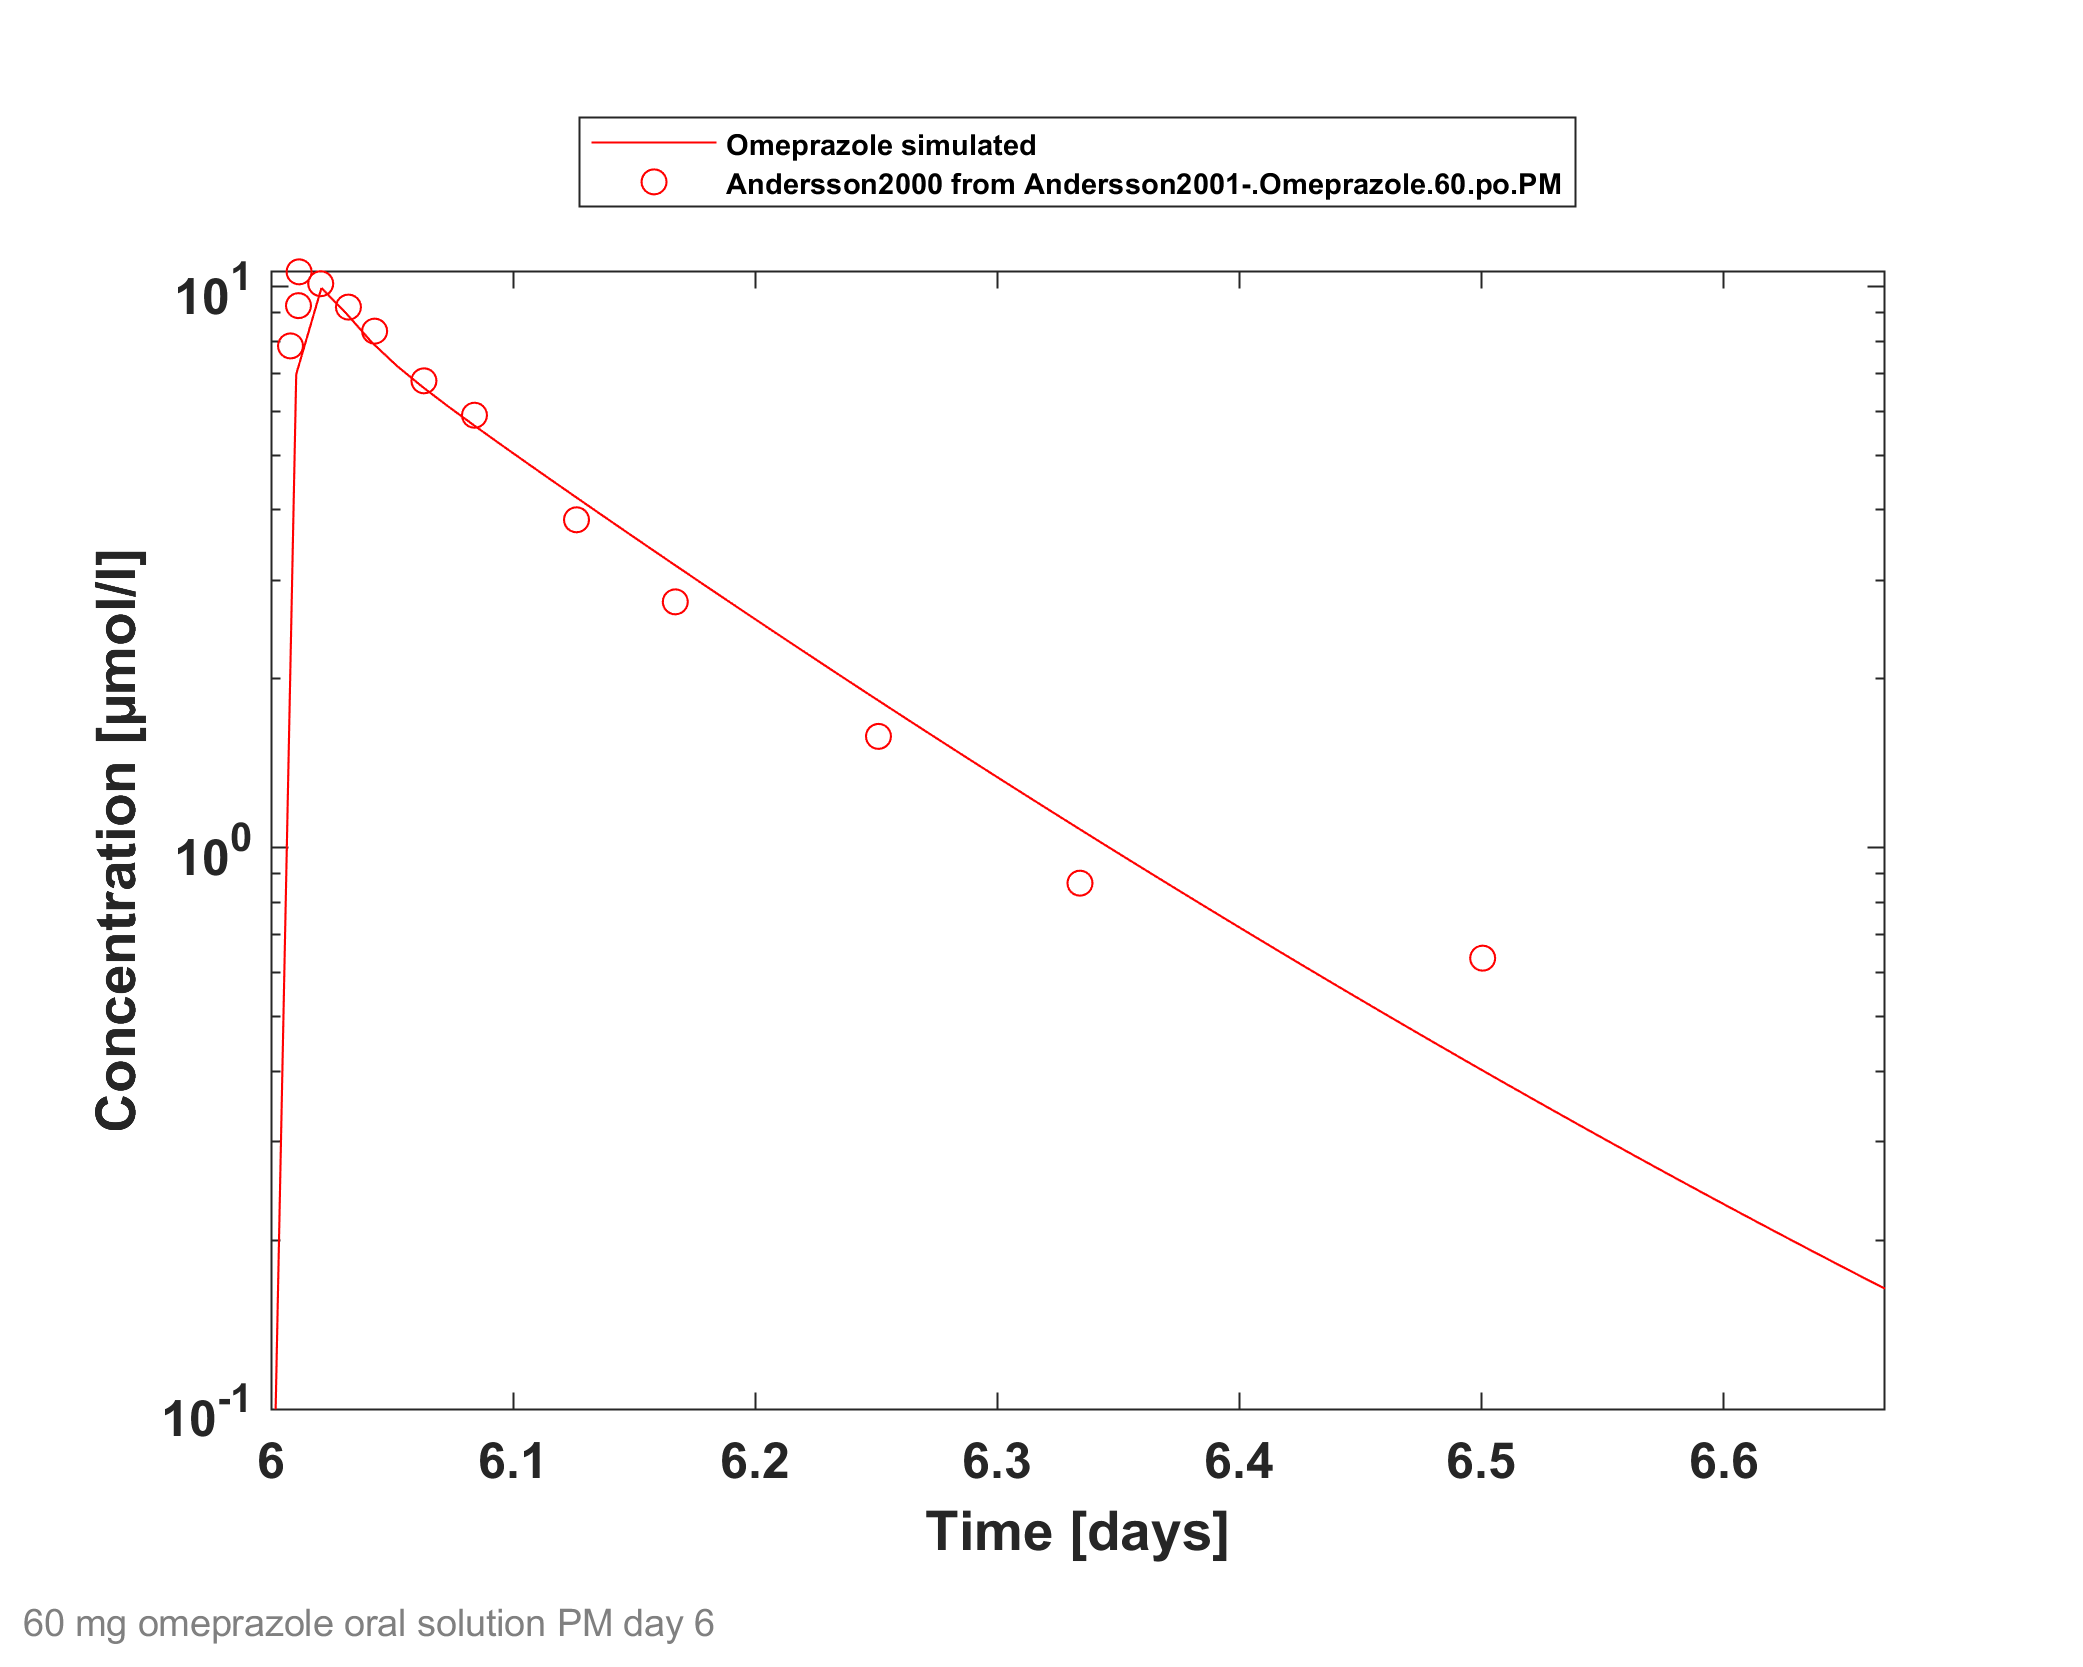 Omeprazole simulated
Andersson2000 from Andersson2001-.Omeprazole.60.po.PM
10^1
10^0
10^-1
Concentration [µmol/l]
6 6.1 6.2 6.3 6.4 6.5 6.6
Time [days]
60 mg omeprazole oral solution PM day 6